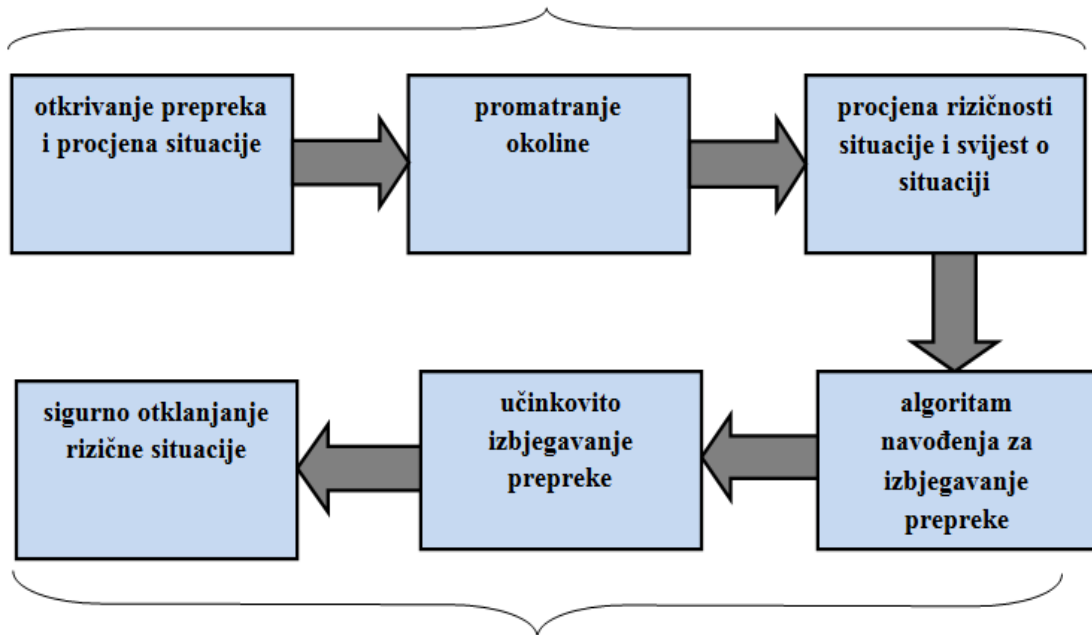 otkrivanje prepreka
i procjena situacije
promatranje
okoline
procjena rizičnosti
situacije i svijest o
situaciji
algoritam
navođenja za
izbjegavanje
prepreke
učinkovito
izbjegavanje
prepreke
sigurno otklanjanje
rizične situacije